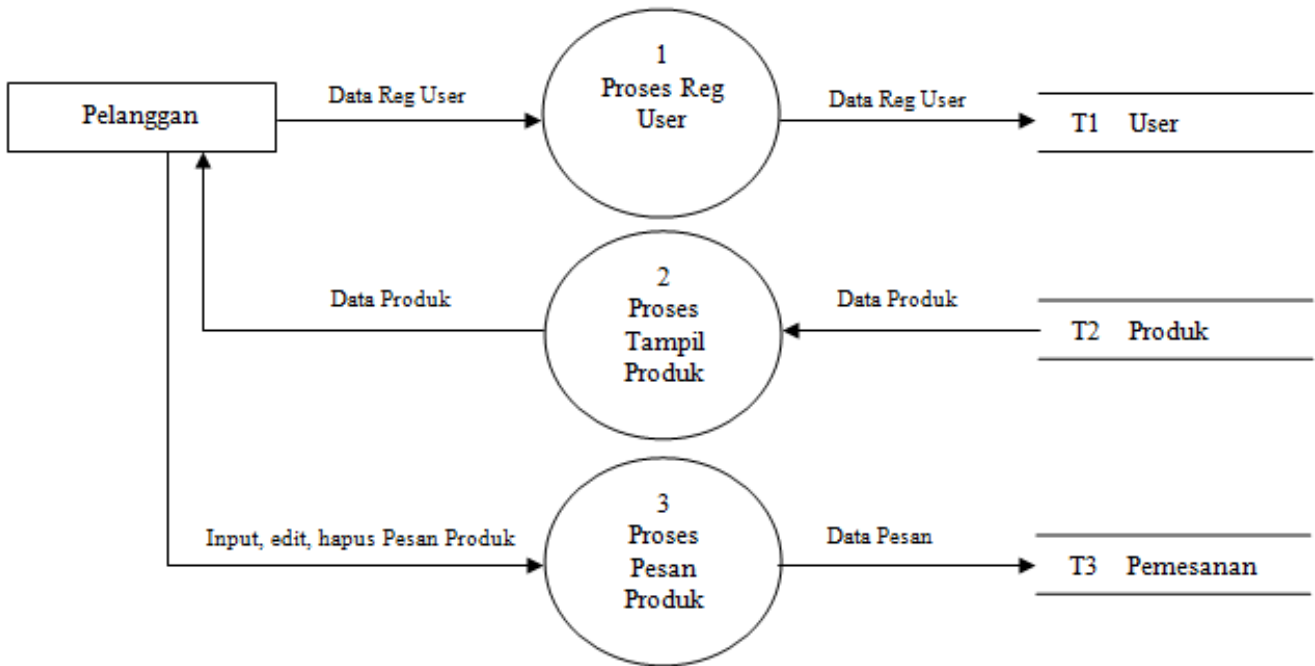 Pelanggan
Data Reg User
1
Proses Reg
User
Data Reg User
T1 User
Data Produk
2
Proses
Tampil
Produk
Data Produk
T2 Produk
Input, edit, hapus Pesan Produk
3
Proses
Pesan
Produk
Data Pesan
T3 Pemesanan